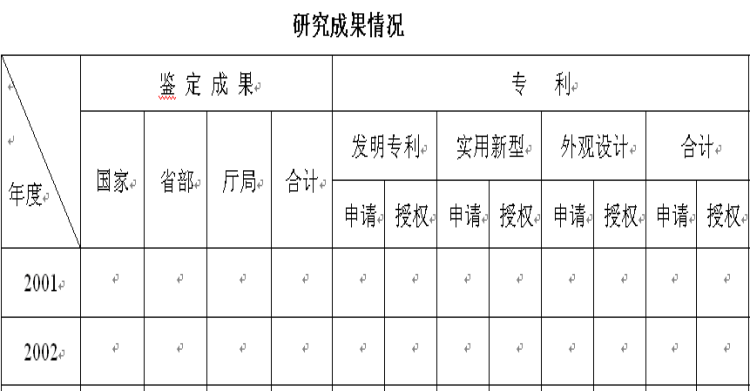 研究成果情况
鉴定成果 专利
发明专利 实用新型 外观设计 合计
年度 国家 省部 厅局 合计
申请 授权 申请 授权 申请 授权 申请 授权
2001
2002